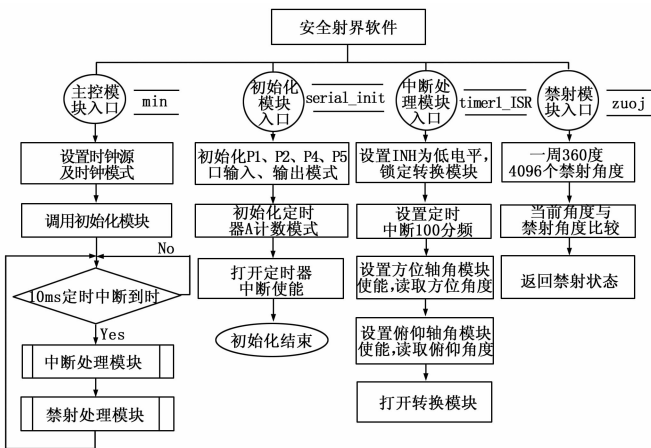 安全射界软件
主控模
块入口
min
初始化
模块
入口
serial_init
中断处
理模块
入口
timer1_ISR
禁射模
块入口
zuoj
设置时钟源
及时钟模式
调用初始化模块
No
10ms定时中断到时
Yes
中断处理模块
禁射处理模块
初始化P1、P2、P4、P5
口输入、输出模式
初始化定时
器A计数模式
打开定时器
中断使能
初始化结束
设置INH为低电平,
锁定转换模块
设置定时
中断100分频
设置方位轴角模块
使能,读取方位角度
设置俯仰轴角模块
使能,读取俯仰角度
打开转换模块
一周360度
4096个禁射角度
当前角度与
禁射角度比较
返回禁射状态